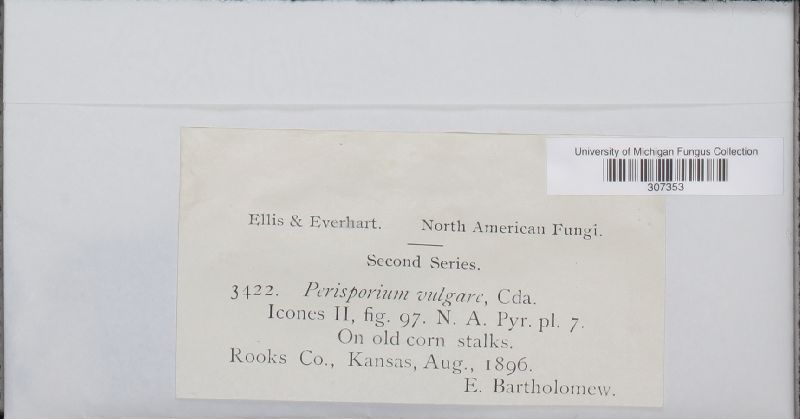 University of Michigan Fungus Collection
307353
Ellis & Everhart. North American Fungi.
Second Series.
3422. Perisporium vulgare, Cda.
Icones II, fig. 97. N. A. Pyr. pl. 7.
On old corn stalks.
Rooks Co., Kansas, Aug., 1896.
E. Bartholomew.